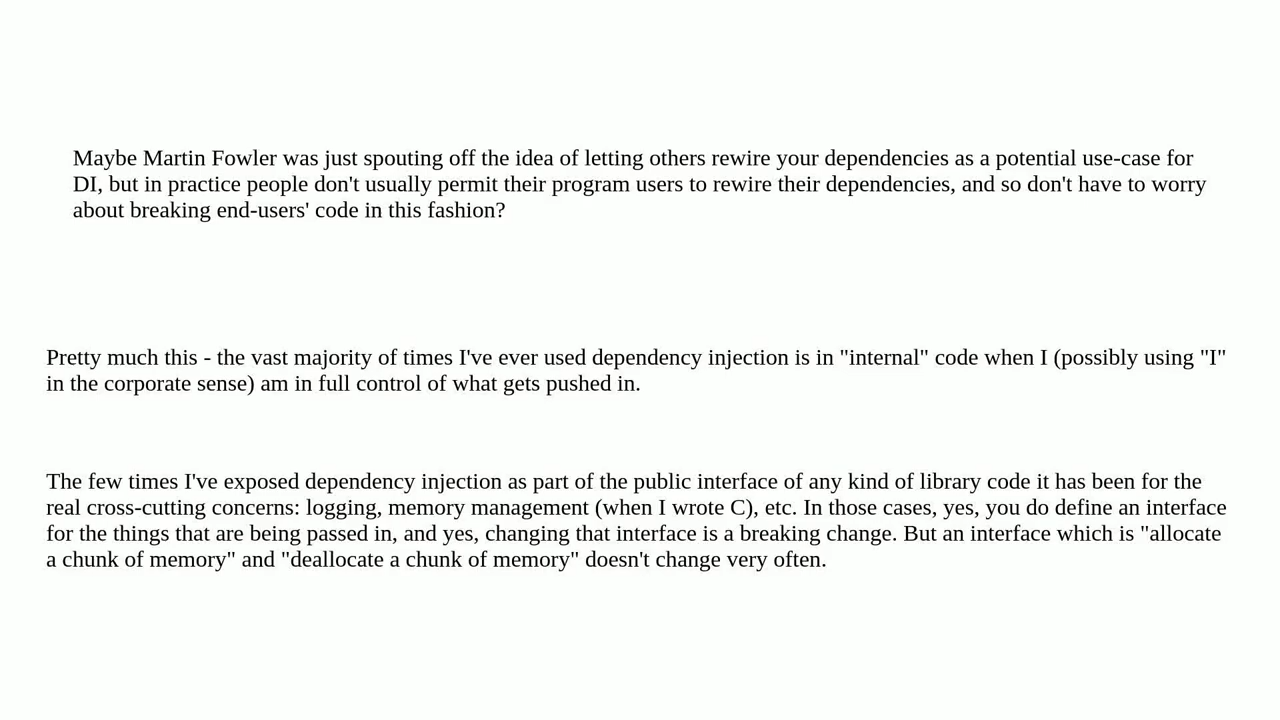 Maybe Martin Fowler was just spouting off the idea of letting others rewire your dependencies as a potential use-case for
DI, but in practice people don't usually permit their program users to rewire their dependencies, and so don't have to worry
about breaking end-users' code in this fashion?
Pretty much this - the vast majority of times I've ever used dependency injection is in "internal" code when I (possibly using "I"
in the corporate sense) am in full control of what gets pushed in.
The few times I've exposed dependency injection as part of the public interface of any kind of library code it has been for the
real cross-cutting concerns: logging, memory management (when I wrote C), etc. In those cases, yes, you do define an interface
for the things that are being passed in, and yes, changing that interface is a breaking change. But an interface which is "allocate
a chunk of memory" and "deallocate a chunk of memory" doesn't change very often.